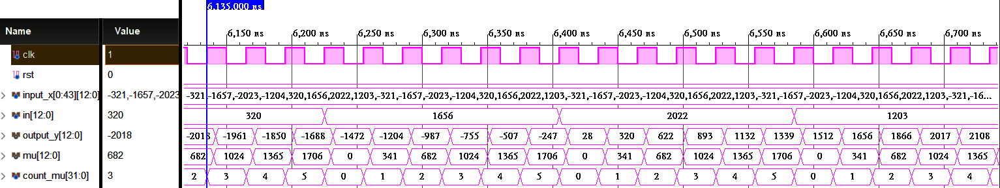 6,135.000 ns
6,150 ns 6,200 ns 6,250 ns 6,300 ns 6,350 ns 6,400 ns 6,450 ns 6,500 ns 6,550 ns 6,600 ns 6,650 ns 6,700 ns
Name Value
clk 1
rst 0
input_x[0:43][12:0] -321,-1657,-2023 -321,-1657,-2023,-1204,320,1656,2022,1203,-321,-1657,-2023,-1204,320,1656,2022,1203,-321,-1657,-2023,-1204,320,1656,2022,1203,-321,-16...
in[12:0] 320 320 1656 2022 1203
output_y[12:0] -2018 -2018 -1961 -1850 -1688 -1472 -1204 -987 -755 -507 -247 28 320 622 893 1132 1339 1512 1656 1866 2017 2108
mu[12:0] 682 682 1024 1365 1706 0 341 682 1024 1365 1706 0 341 682 1024 1365 1706 0 341 682 1024 1365
count_mu[31:0] 3 2 3 4 5 0 1 2 3 4 5 0 1 2 3 4 5 0 1 2 3 4